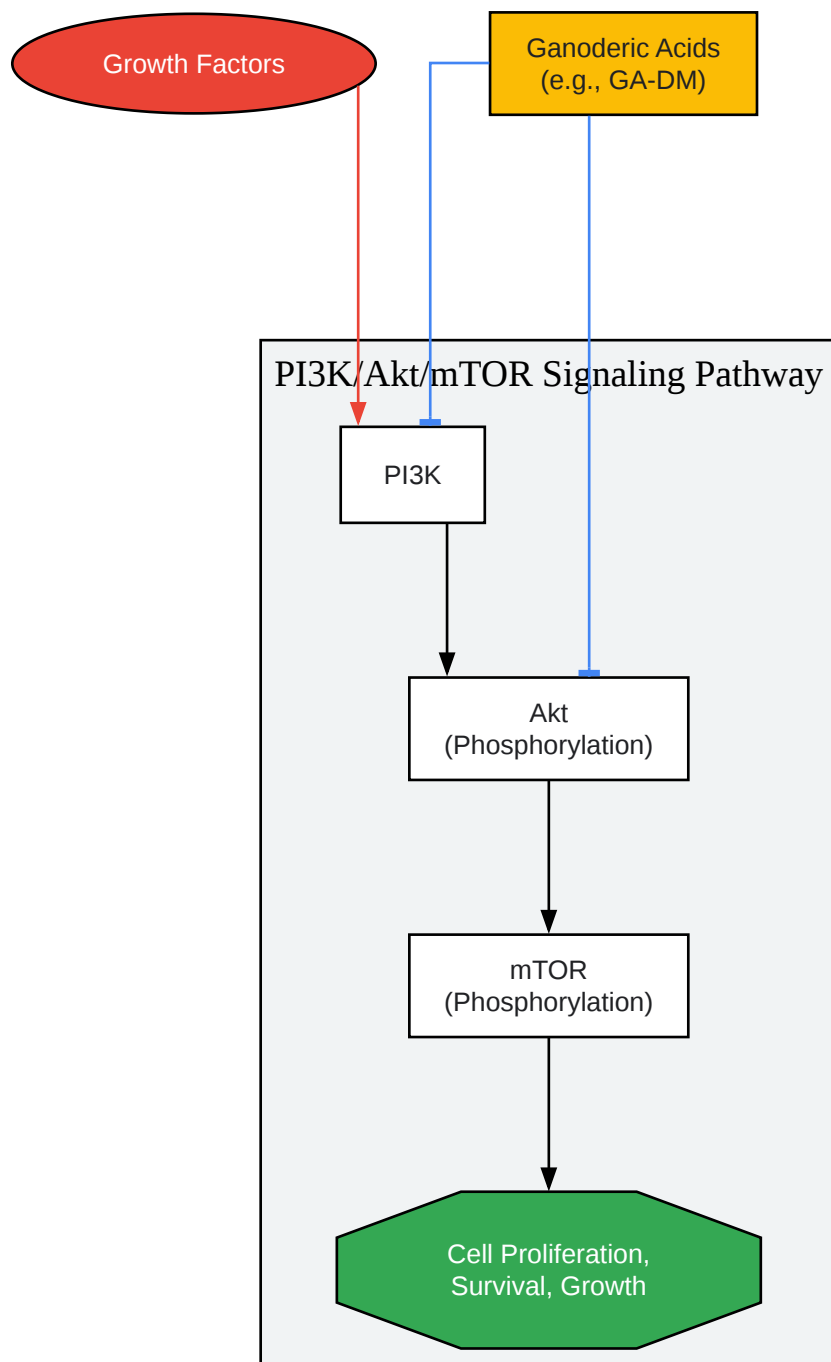 Growth Factors
Ganoderic Acids
(e.g., GA-DM)
PI3K/Akt/mTOR Signaling Pathway
PI3K
Akt
(Phosphorylation)
mTOR
(Phosphorylation)
Cell Proliferation,
Survival, Growth